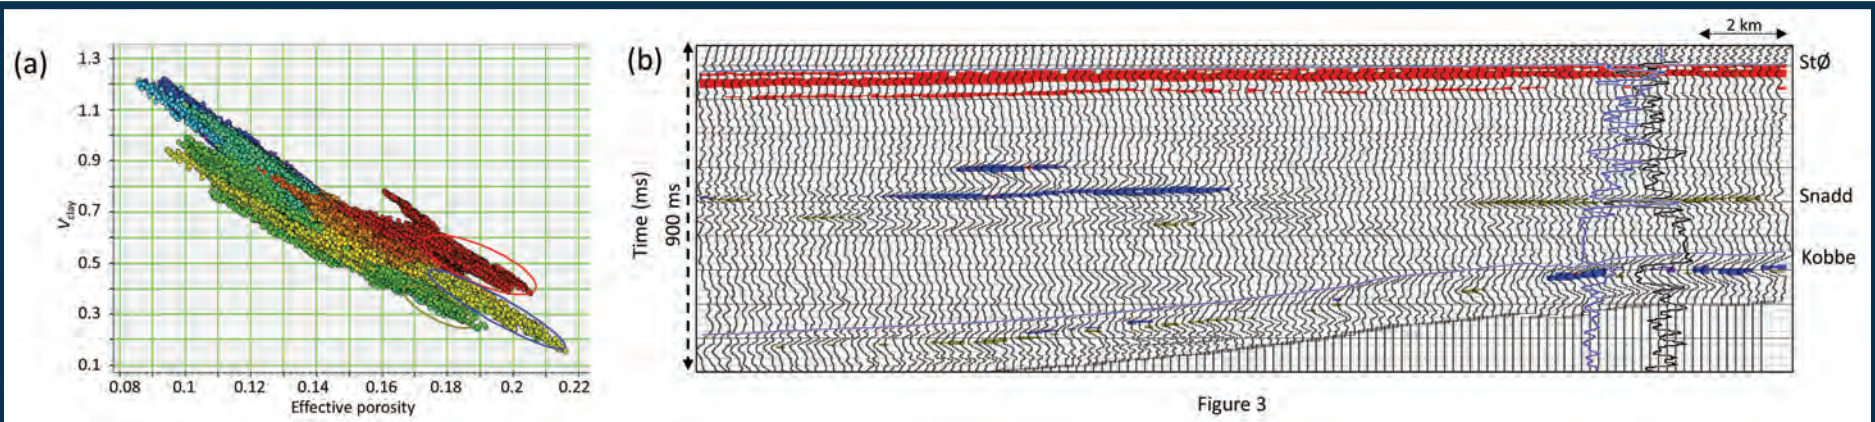 (a)
1.3
1.1
0.9
0.7
0.5
0.3
0.1
V clay
0.08 0.1 0.12 0.14 0.16 0.18 0.2 0.22
Effective porosity
(b)
2 km
Time (ms)
900 ms
StØ
Snadd
Kobbe
Figure 3